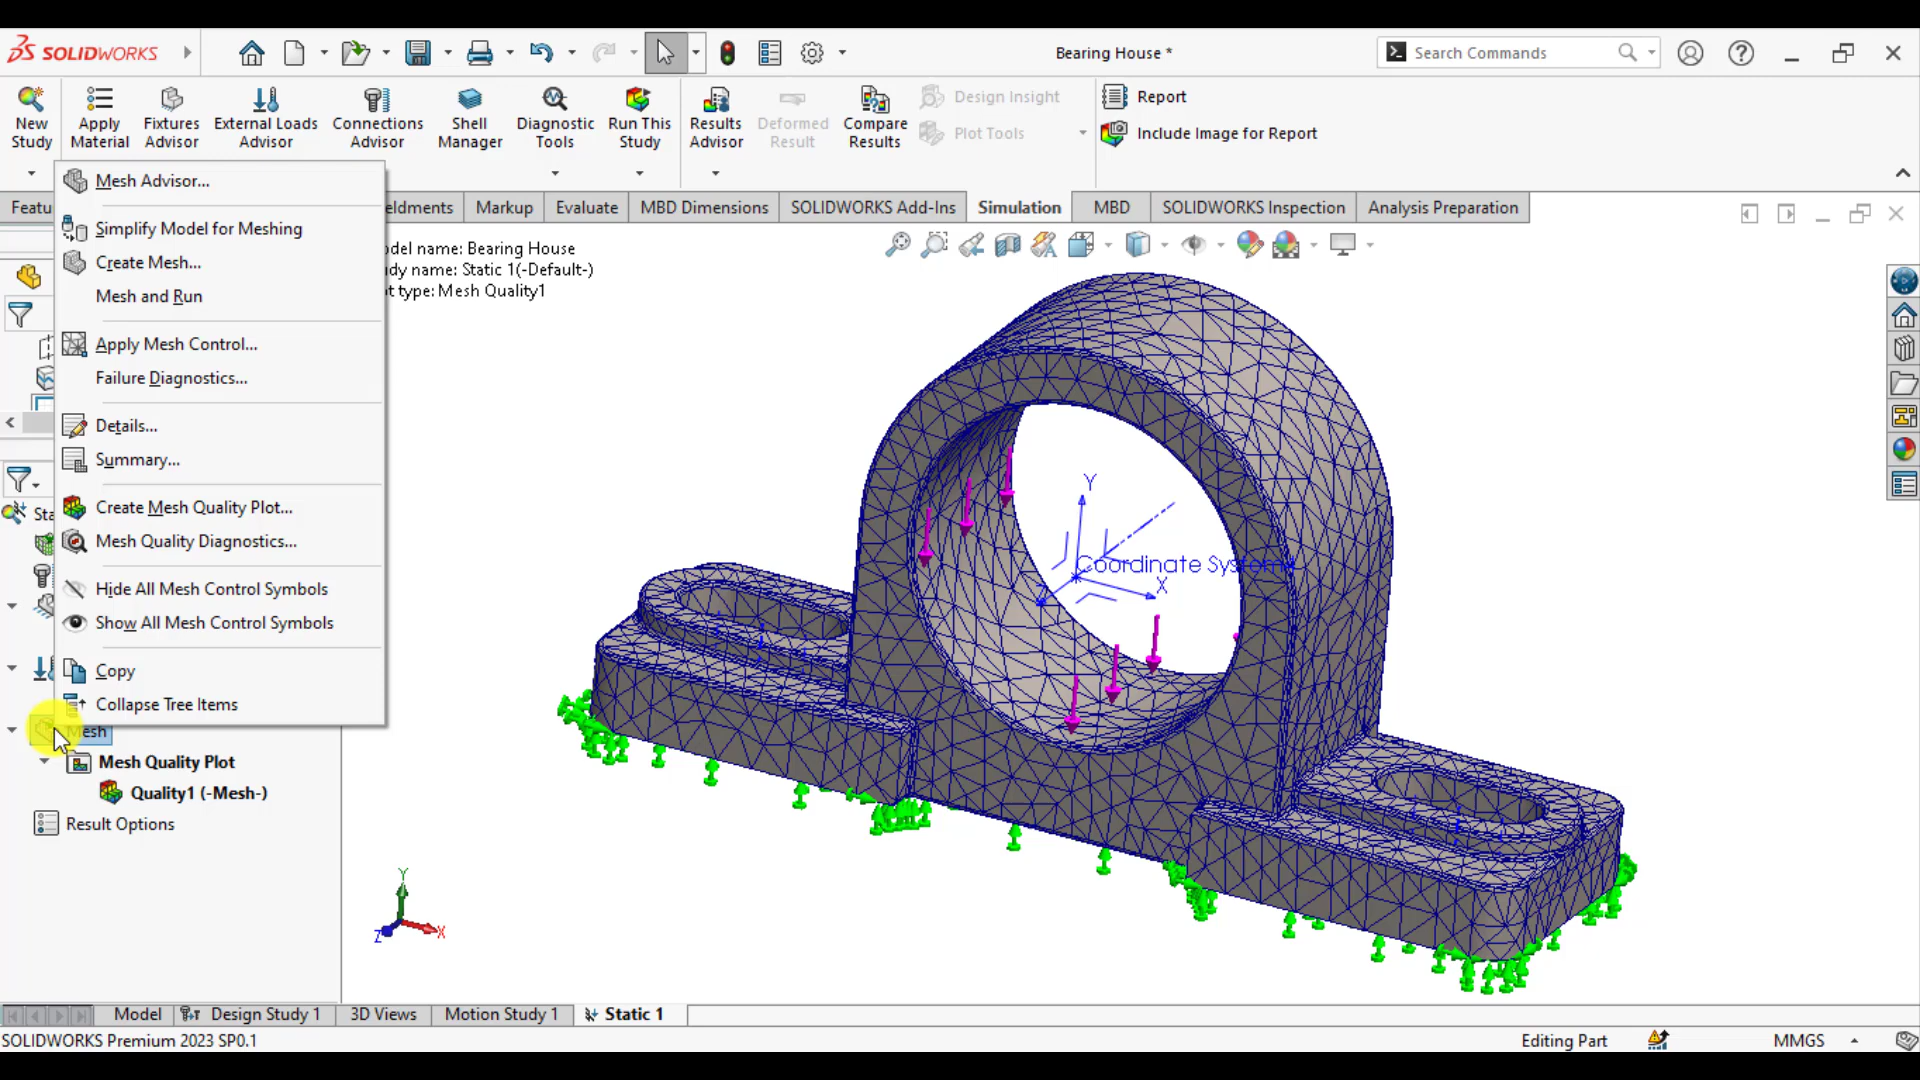 SOLIDWORKS
Bearing House *
Search Commands
New Study
Apply Material
Fixtures Advisor
External Loads Advisor
Connections Advisor
Shell Manager
Diagnostic Tools
Run This Study
Results Advisor
Deformed Result
Compare Results
Design Insight
Plot Tools
Report
Include Image for Report
Featu
eldments
Markup
Evaluate
MBD Dimensions
SOLIDWORKS Add-Ins
Simulation
MBD
SOLIDWORKS Inspection
Analysis Preparation
Mesh Advisor...
Simplify Model for Meshing
Create Mesh...
Mesh and Run
Apply Mesh Control...
Failure Diagnostics...
Details...
Summary...
Create Mesh Quality Plot...
Mesh Quality Diagnostics...
Hide All Mesh Control Symbols
Show All Mesh Control Symbols
Copy
Collapse Tree Items
odel name: Bearing House
dy name: Static 1(-Default-)
ot type: Mesh Quality1
Sta
Mesh
Mesh Quality Plot
Quality1 (-Mesh-)
Result Options
Y
X
Y
X
Z
Model
Design Study 1
3D Views
Motion Study 1
Static 1
SOLIDWORKS Premium 2023 SP0.1
Editing Part
MMGS